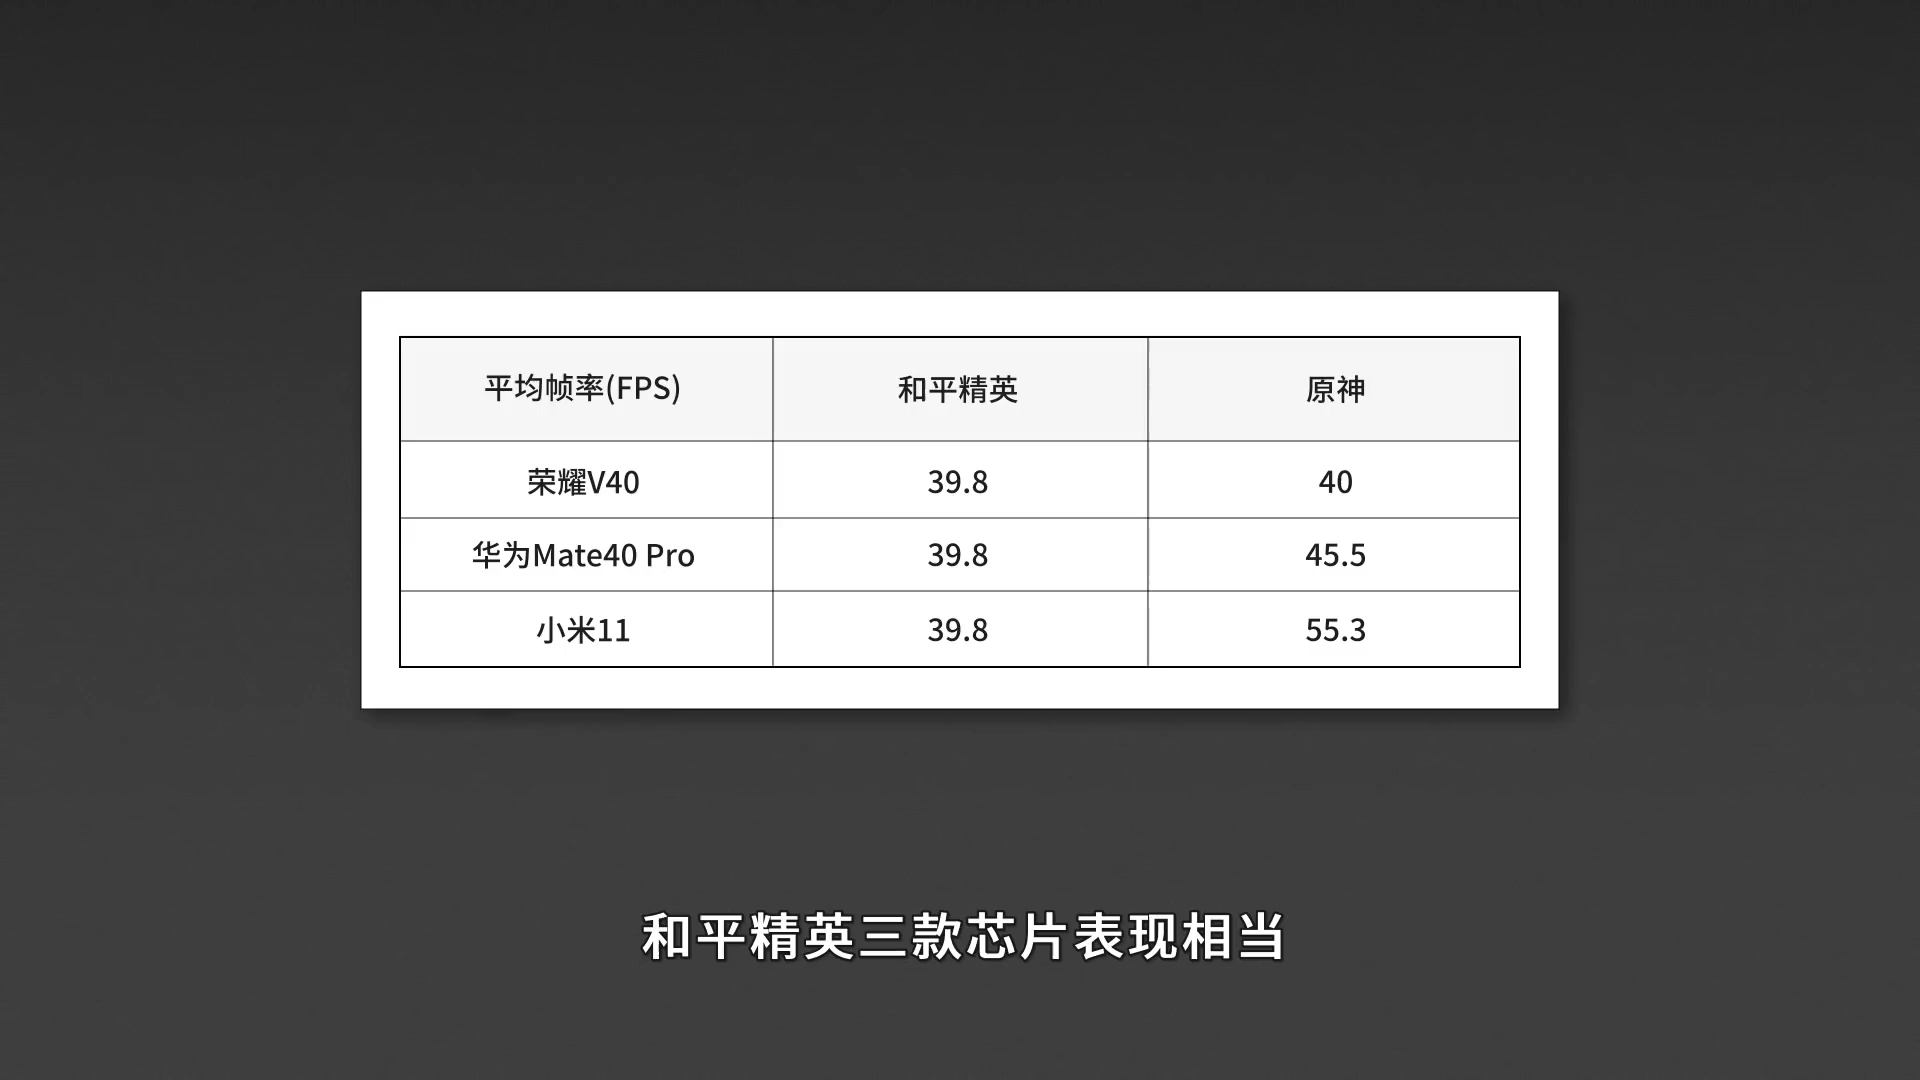 平均帧率(FPS) 和平精英 原神
荣耀V40 39.8 40
华为Mate40 Pro 39.8 45.5
小米11 39.8 55.3
和平精英三款芯片表现相当